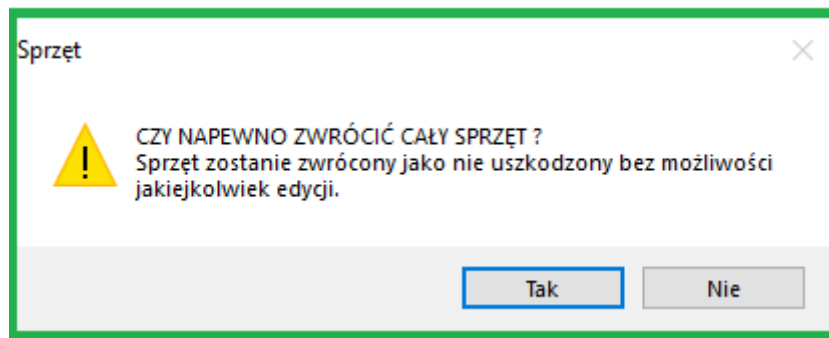 Sprzęt
CZY NAPEWNO ZWRÓCIĆ CAŁY SPRZĘT ?
Sprzęt zostanie zwrócony jako nie uszkodzony bez możliwości
jakiejkolwiek edycji.
Tak
Nie